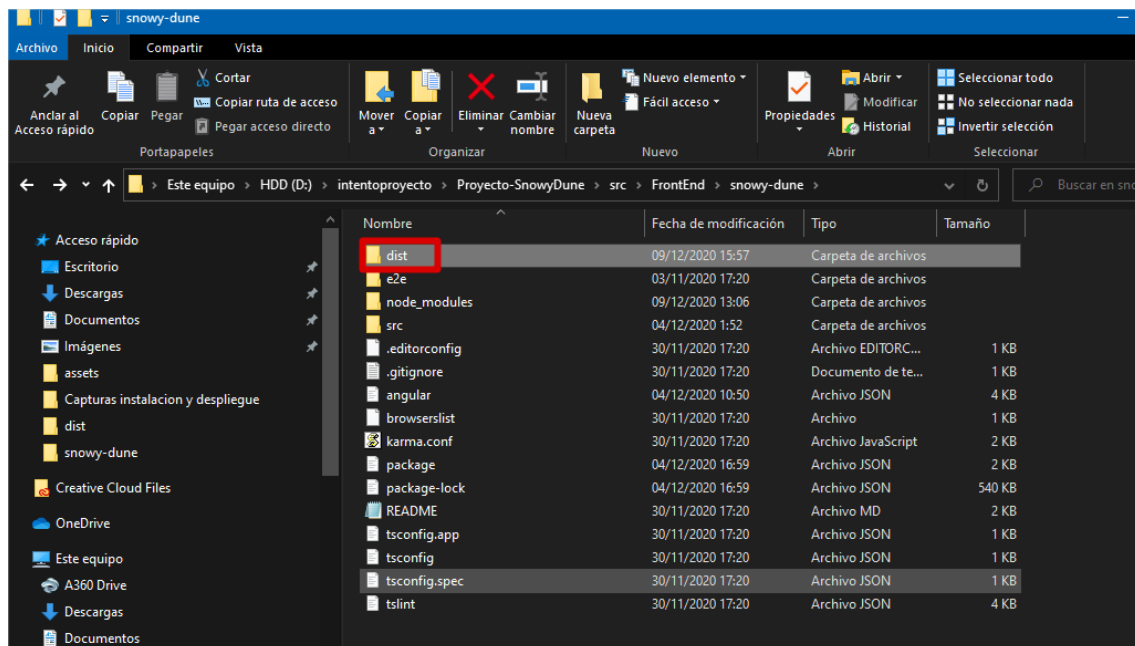 snowy-dune
Archivo Inicio Compartir Vista
Anclar al Acceso rápido
Copiar
Pegar
Cortar
Copiar ruta de acceso
Pegar acceso directo
Portapapeles
Mover a
Copiar a
Eliminar
Cambiar nombre
Organizar
Nueva carpeta
Nuevo elemento
Fácil acceso
Nuevo
Propiedades
Abrir
Modificar
Historial
Abrir
Seleccionar todo
No seleccionar nada
Invertir selección
Seleccionar
Este equipo > HDD (D:) > intentoproyecto > Proyecto-SnowyDune > src > FrontEnd > snowy-dune >
Buscar en sno
Acceso rápido
Escritorio
Descargas
Documentos
Imágenes
assets
Capturas instalacion y despliegue
dist
snowy-dune
Creative Cloud Files
OneDrive
Este equipo
A360 Drive
Descargas
Documentos
Nombre Fecha de modificación Tipo Tamaño
dist 09/12/2020 15:57 Carpeta de archivos
e2e 03/11/2020 17:20 Carpeta de archivos
node_modules 09/12/2020 13:06 Carpeta de archivos
src 04/12/2020 1:52 Carpeta de archivos
.editorconfig 30/11/2020 17:20 Archivo EDITORC... 1 KB
.gitignore 30/11/2020 17:20 Documento de te... 1 KB
angular 04/12/2020 10:50 Archivo JSON 4 KB
browserslist 30/11/2020 17:20 Archivo 1 KB
karma.conf 30/11/2020 17:20 Archivo JavaScript 2 KB
package 04/12/2020 16:59 Archivo JSON 2 KB
package-lock 04/12/2020 16:59 Archivo JSON 540 KB
README 30/11/2020 17:20 Archivo MD 2 KB
tsconfig.app 30/11/2020 17:20 Archivo JSON 1 KB
tsconfig 30/11/2020 17:20 Archivo JSON 1 KB
tsconfig.spec 30/11/2020 17:20 Archivo JSON 1 KB
tslint 30/11/2020 17:20 Archivo JSON 4 KB